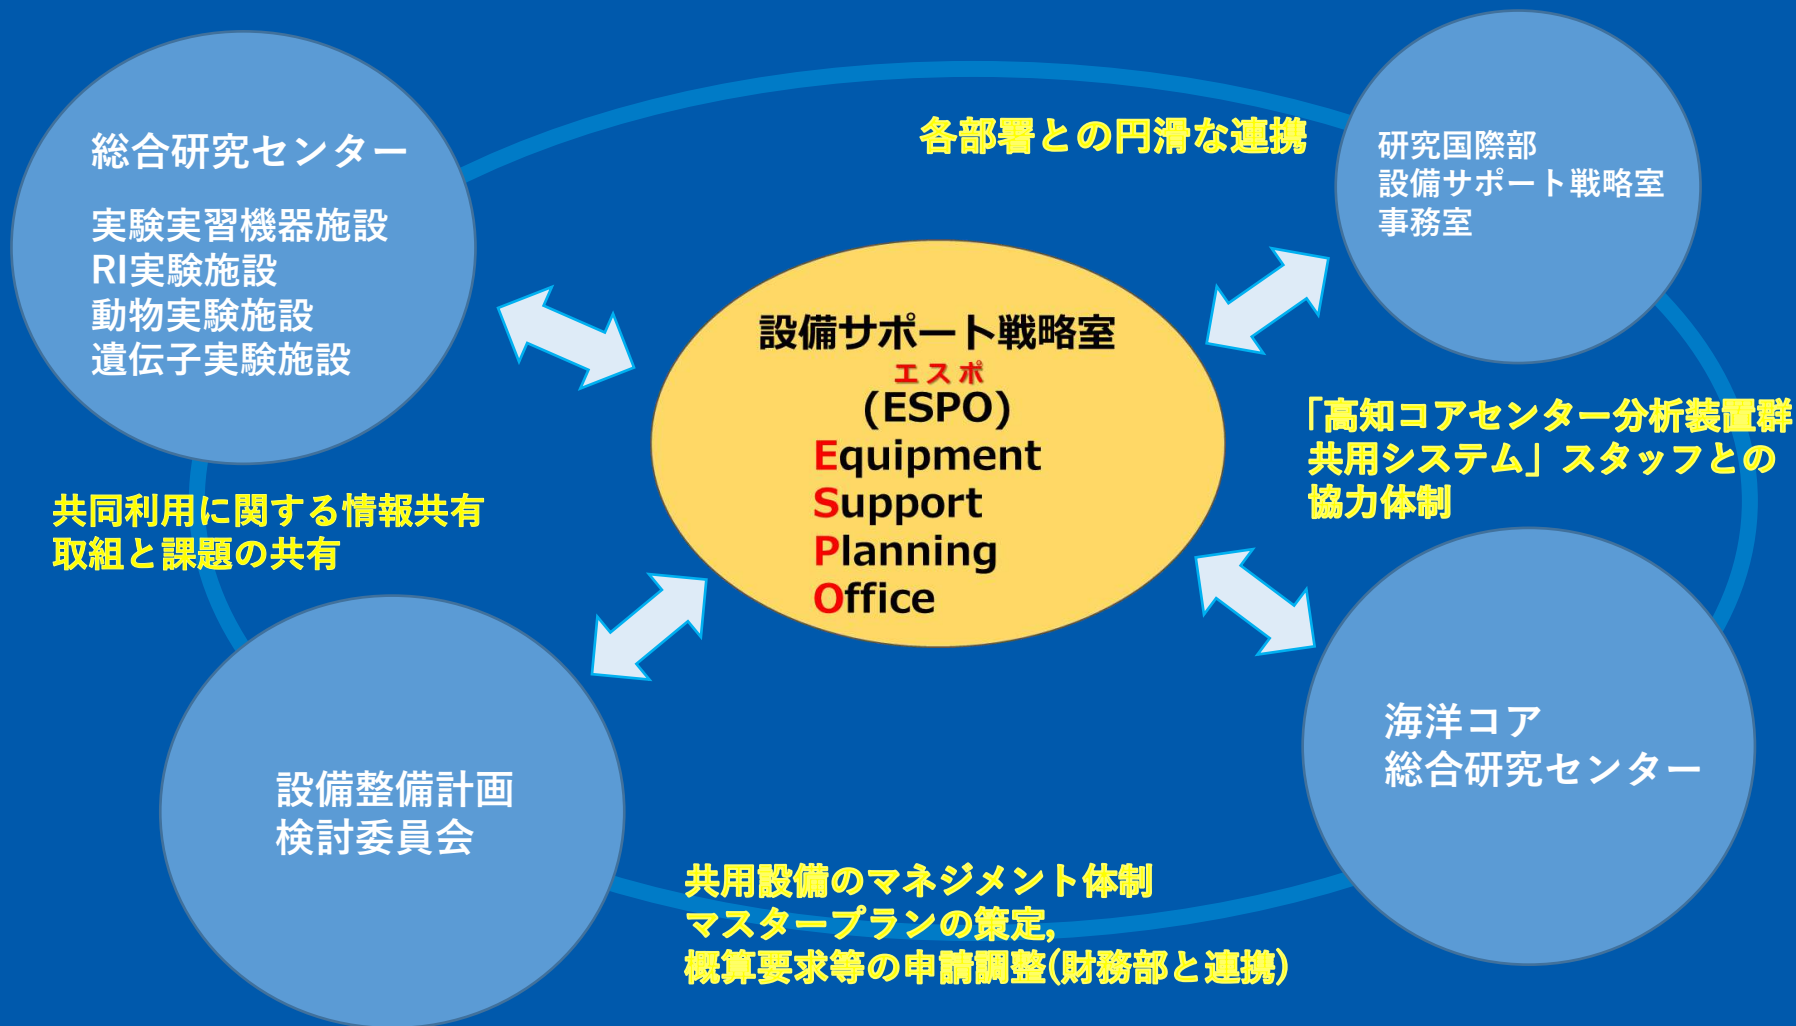 総合研究センター
実験実習機器施設
RI実験施設
動物実験施設
遺伝子実験施設
各部署との円滑な連携
研究国際部
設備サポート戦略室
事務室
設備サポート戦略室
エスポ
(ESPO)
Equipment
Support
Planning
Office
「高知コアセンター分析装置群
共用システム」スタッフとの
協力体制
共同利用に関する情報共有
取組と課題の共有
設備整備計画
検討委員会
海洋コア
総合研究センター
共用設備のマネジメント体制
マスタープランの策定,
概算要求等の申請調整(財務部と連携)